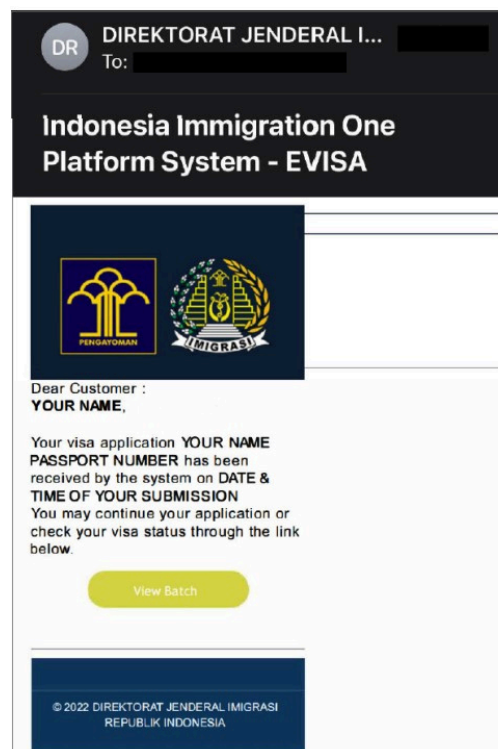 DR
DIREKTORAT JENDERAL I...
To:
Indonesia Immigration One
Platform System - EVISA
PENGAYOMAN
IMIGRASI
Dear Customer :
YOUR NAME,
Your visa application YOUR NAME
PASSPORT NUMBER has been
received by the system on DATE &
TIME OF YOUR SUBMISSION
You may continue your application or
check your visa status through the link
below.
View Batch
© 2022 DIREKTORAT JENDERAL IMIGRASI
REPUBLIK INDONESIA